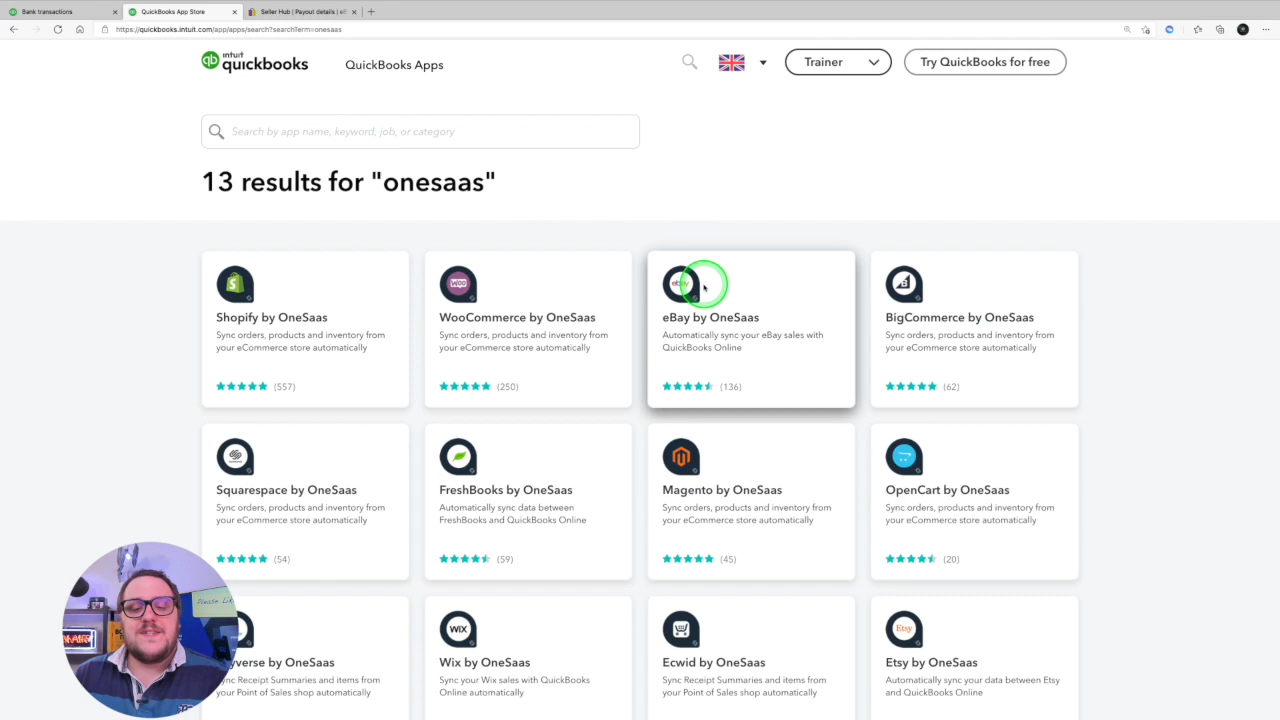 Bank transactions
QuickBooks App Store
Seller Hub | Payout details | eB
https://quickbooks.intuit.com/app/apps/search?searchTerm=onesaas
intuit
quickbooks
QuickBooks Apps
Trainer
Try QuickBooks for free
Search by app name, keyword, job, or category
13 results for "onesaas"
Shopify by OneSaas
Sync orders, products and inventory from
your eCommerce store automatically
(557)
Woo
WooCommerce by OneSaas
Sync orders, products and inventory from
your eCommerce store automatically
(250)
ebay
eBay by OneSaas
Automatically sync your eBay sales with
QuickBooks Online
(136)
BigCommerce by OneSaas
Sync orders, products and inventory from
your eCommerce store automatically
(62)
Squarespace by OneSaas
Sync orders, products and inventory from
your eCommerce store automatically
(54)
FreshBooks by OneSaas
Automatically sync data between
FreshBooks and QuickBooks Online
(59)
Magento by OneSaas
Sync orders, products and inventory from
your eCommerce store automatically
(45)
OpenCart by OneSaas
Sync orders, products and inventory from
your eCommerce store automatically
(20)
Please Lik
yverse by OneSaas
nc Receipt Summaries and items from
your Point of Sales shop automatically
WIX
Wix by OneSaas
Sync your Wix sales with QuickBooks
Online automatically
Ecwid by OneSaas
Sync Receipt Summaries and items from
your Point of Sales shop automatically
Etsy
Etsy by OneSaas
Automatically sync your data between Etsy
and QuickBooks Online